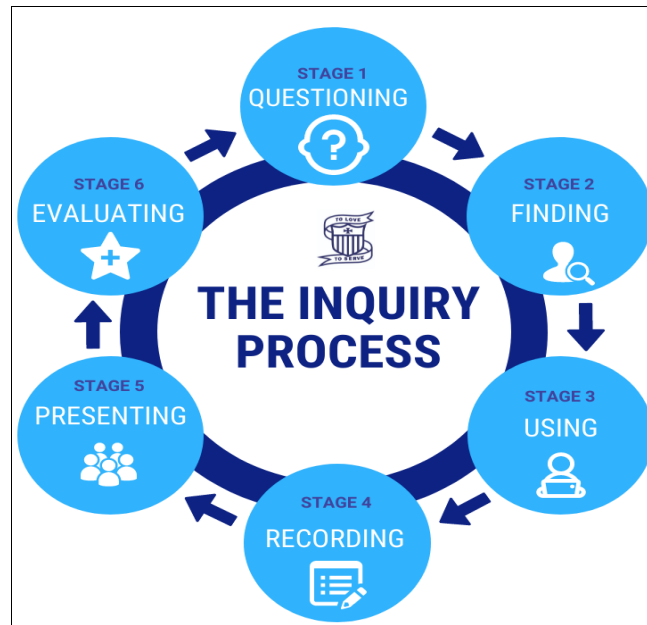 STAGE 1
QUESTIONING
?
STAGE 6
EVALUATING
STAGE 2
FINDING
TO LOVE
TO SERVE
THE INQUIRY
PROCESS
STAGE 5
PRESENTING
STAGE 3
USING
STAGE 4
RECORDING